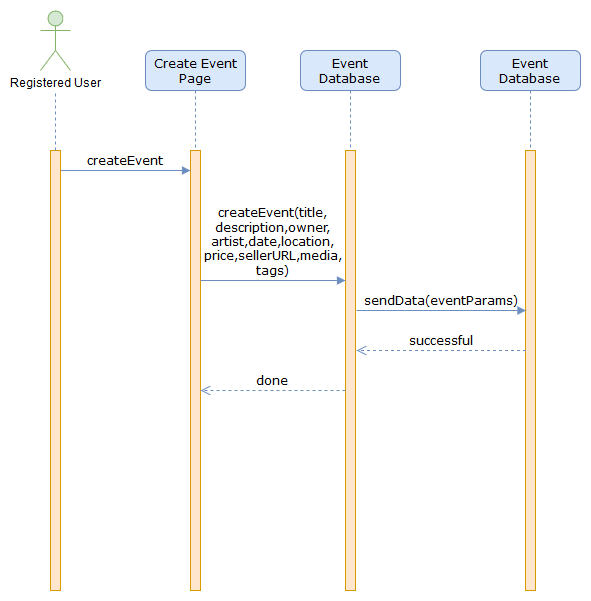 Registered User
Create Event
Page
Event
Database
Event
Database
createEvent
createEvent(title,
description,owner,
artist,date,location,
price,sellerURL,media,
tags)
sendData(eventParams)
successful
done